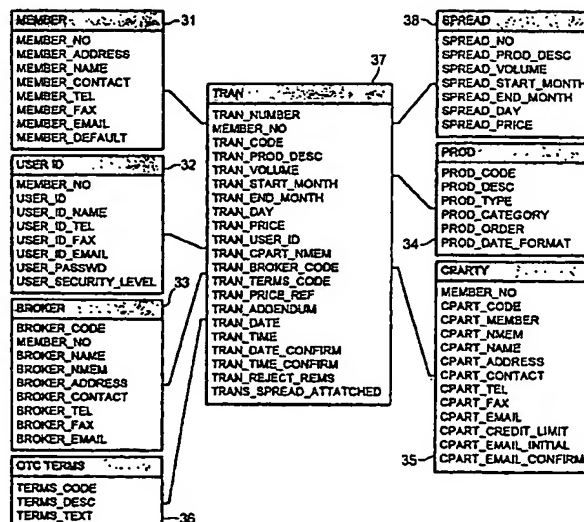 MEMBER
31
MEMBER_NO
MEMBER_ADDRESS
MEMBER_NAME
MEMBER_CONTACT
MEMBER_TEL
MEMBER_FAX
MEMBER_EMAIL
MEMBER_DEFAULT
USER ID
32
MEMBER_NO
USER_ID
USER_ID_NAME
USER_ID_TEL
USER_ID_FAX
USER_ID_EMAIL
USER_PASSWD
USER_SECURITY_LEVEL
BROKER
33
BROKER_CODE
MEMBER_NO
BROKER_NAME
BROKER_NMEM
BROKER_ADDRESS
BROKER_CONTACT
BROKER_TEL
BROKER_FAX
BROKER_EMAIL
OTC TERMS
TERMS_CODE
TERMS_DESC
TERMS_TEXT
36
37
TRAN
TRAN_NUMBER
MEMBER_NO
TRAN_CODE
TRAN_PROD_DESC
TRAN_VOLUME
TRAN_START_MONTH
TRAN_END_MONTH
TRAN_DAY
TRAN_PRICE
TRAN_USER_ID
TRAN_CPART_NMEM
TRAN_BROKER_CODE
TRAN_TERMS_CODE
TRAN_PRICE_REF
TRAN_ADDENDUM
TRAN_DATE
TRAN_TIME
TRAN_DATE_CONFIRM
TRAN_TIME_CONFIRM
TRAN_REJECT_REMS
TRANS_SPREAD_ATTATCHED
38
SPREAD
SPREAD_NO
SPREAD_PROD_DESC
SPREAD_VOLUME
SPREAD_START_MONTH
SPREAD_END_MONTH
SPREAD_DAY
SPREAD_PRICE
PROD
PROD_CODE
PROD_DESC
PROD_TYPE
PROD_CATEGORY
PROD_ORDER
34
PROD_DATE_FORMAT
CRARTY
MEMBER_NO
CPART_CODE
CPART_MEMBER
CPART_NMEM
CPART_NAME
CPART_ADDRESS
CPART_CONTACT
CPART_TEL
CPART_FAX
CPART_EMAIL
CPART_CREDIT_LIMIT
CPART_EMAIL_INITIAL
35
CPART_EMAIL_CONFIRM